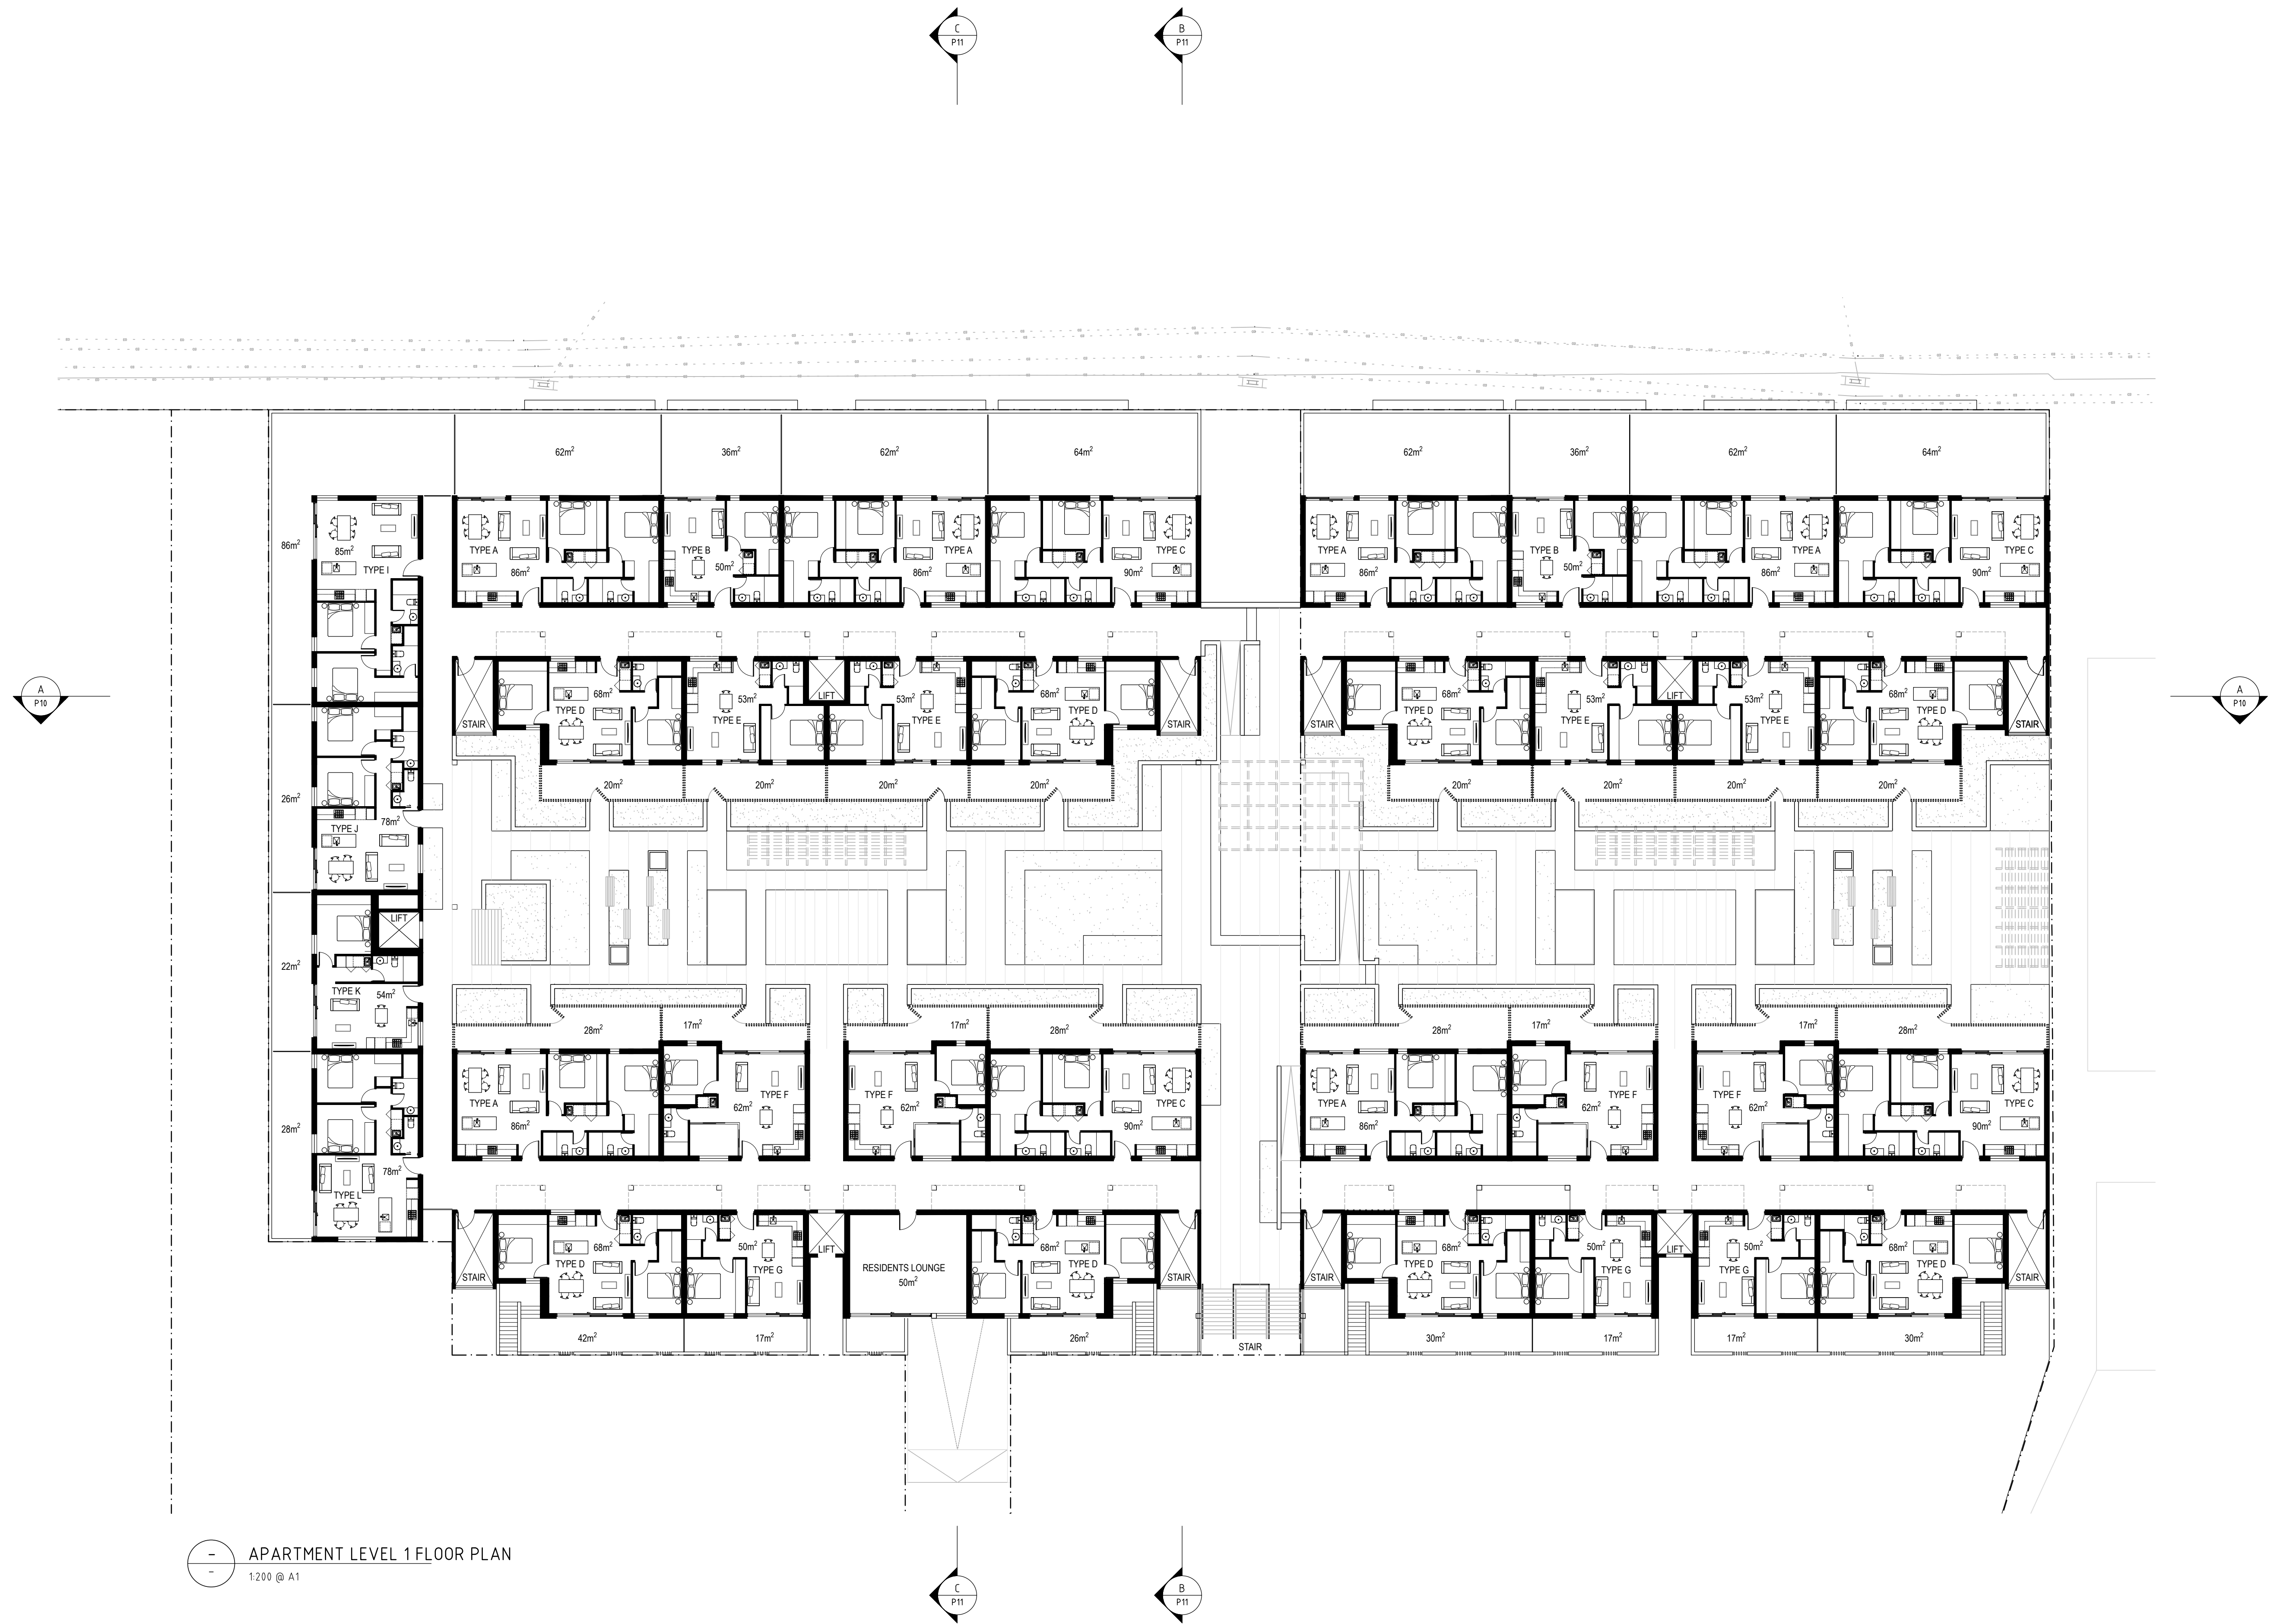 C
P11
B
P11
62m²
36m²
62m²
64m²
62m²
36m²
62m²
64m²
86m²
85m²
TYPE I
TYPE A
86m²
TYPE B
50m²
TYPE A
86m²
TYPE C
90m²
TYPE A
86m²
TYPE B
50m²
TYPE A
86m²
TYPE C
90m²
A
P10
STAIR
68m²
TYPE D
53m²
TYPE E
LIFT
53m²
TYPE E
68m²
TYPE D
STAIR
STAIR
68m²
TYPE D
53m²
TYPE E
LIFT
53m²
TYPE E
68m²
TYPE D
STAIR
A
P10
20m²
20m²
20m²
20m²
20m²
20m²
20m²
20m²
26m²
TYPE J
78m²
LIFT
22m²
TYPE K
54m²
28m²
17m²
17m²
28m²
28m²
17m²
17m²
28m²
28m²
78m²
TYPE L
TYPE A
86m²
TYPE F
62m²
TYPE F
62m²
TYPE C
90m²
TYPE A
86m²
TYPE F
62m²
TYPE F
62m²
TYPE C
90m²
STAIR
68m²
TYPE D
50m²
TYPE G
LIFT
RESIDENTS LOUNGE
50m²
68m²
TYPE D
STAIR
STAIR
68m²
TYPE D
50m²
TYPE G
LIFT
50m²
TYPE G
68m²
TYPE D
STAIR
42m²
17m²
26m²
STAIR
30m²
17m²
17m²
30m²
APARTMENT LEVEL 1 FLOOR PLAN
1:200 @ A1
C
P11
B
P11